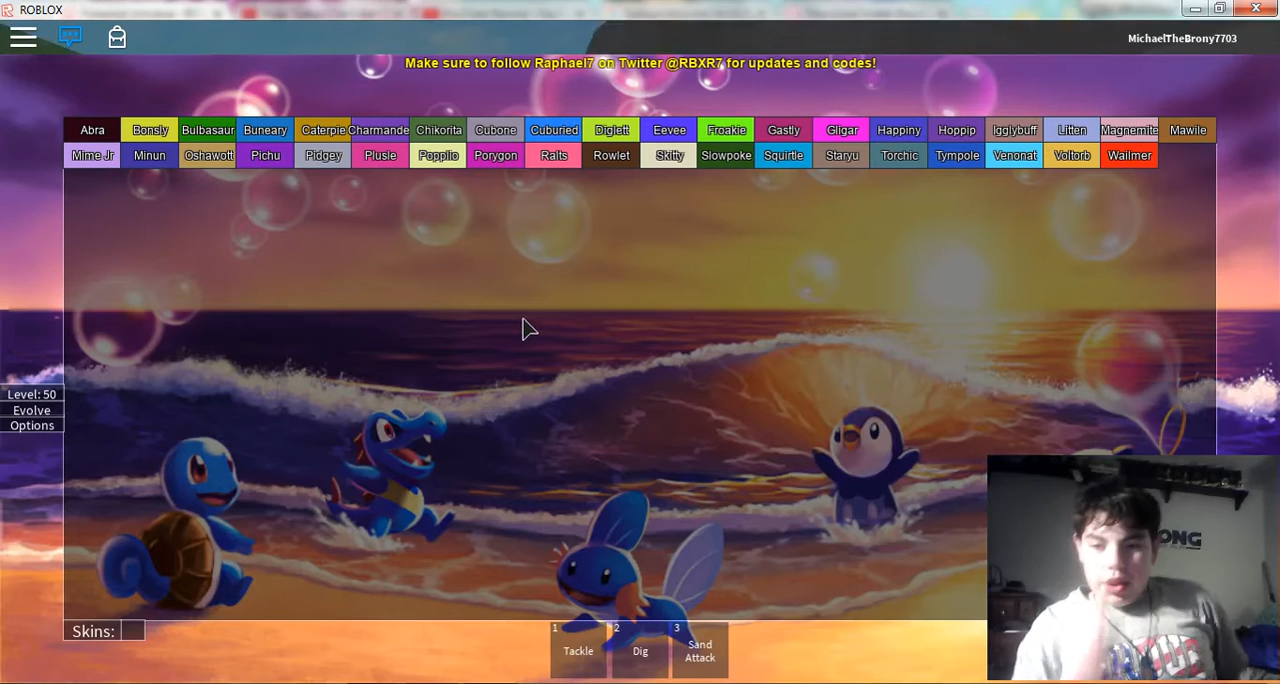 ROBLOX
MichaelTheBrony7703
Make sure to follow Raphael7 on Twitter @RBXR7 for updates and codes!
Abra Bonsly Bulbasaur Buneary Caterpie Charmande Chikorita Cubone Cuburied Diglett Eevee Froakie Gastly Gligar Happiny Hoppip Igglybuff Litten Magnemite Mawile
Mime Jr Minun Oshawott Pichu Pidgey Plusle Popplio Porygon Ralts Rowlet Skitty Slowpoke Squirtle Staryu Torchic Tympole Venonat Voltorb Wailmer
Level: 50
Evolve
Options
ONG
Skins:
1 2 3
Tackle Dig Sand
Attack